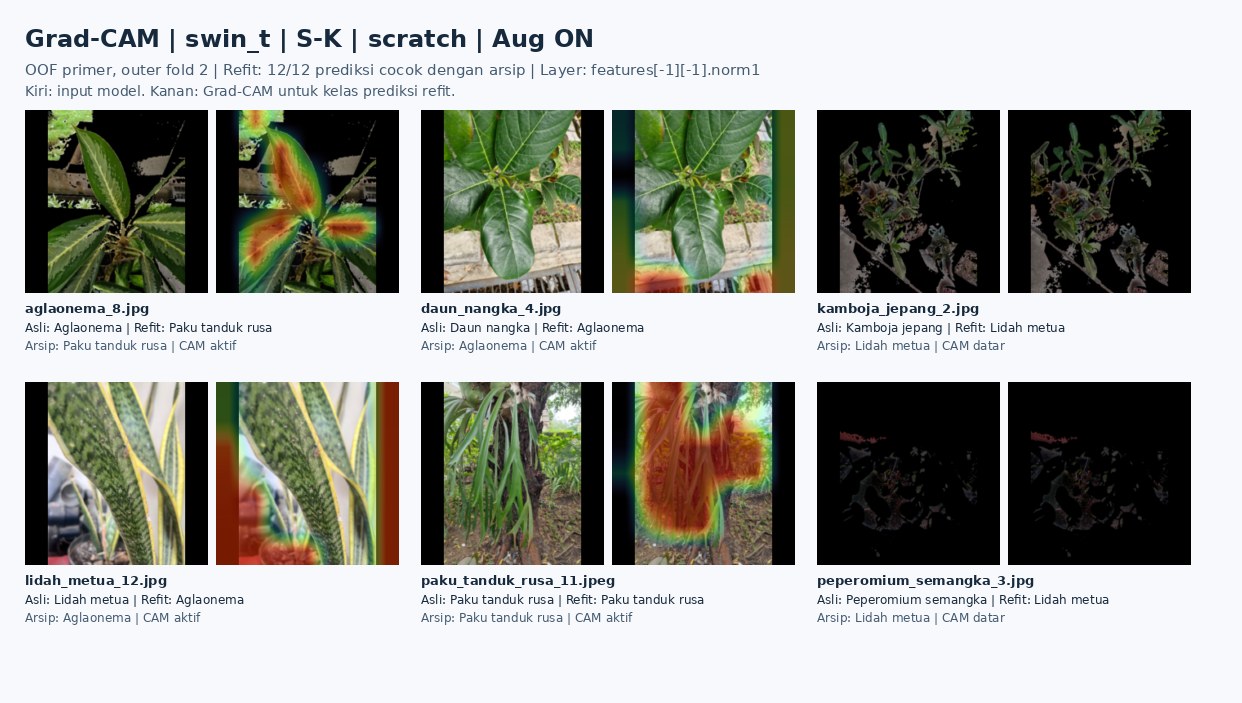 Grad-CAM | swin_t | S-K | scratch | Aug ON
OOF primer, outer fold 2 | Refit: 12/12 prediksi cocok dengan arsip | Layer: features[-1][-1].norm1
Kiri: input model. Kanan: Grad-CAM untuk kelas prediksi refit.
aglaonema_8.jpg
Asli: Aglaonema | Refit: Paku tanduk rusa
Arsip: Paku tanduk rusa | CAM aktif
daun_nangka_4.jpg
Asli: Daun nangka | Refit: Aglaonema
Arsip: Aglaonema | CAM aktif
kamboja_jepang_2.jpg
Asli: Kamboja jepang | Refit: Lidah metua
Arsip: Lidah metua | CAM datar
lidah_metua_12.jpg
Asli: Lidah metua | Refit: Aglaonema
Arsip: Aglaonema | CAM aktif
paku_tanduk_rusa_11.jpeg
Asli: Paku tanduk rusa | Refit: Paku tanduk rusa
Arsip: Paku tanduk rusa | CAM aktif
peperomium_semangka_3.jpg
Asli: Peperomium semangka | Refit: Lidah metua
Arsip: Lidah metua | CAM datar